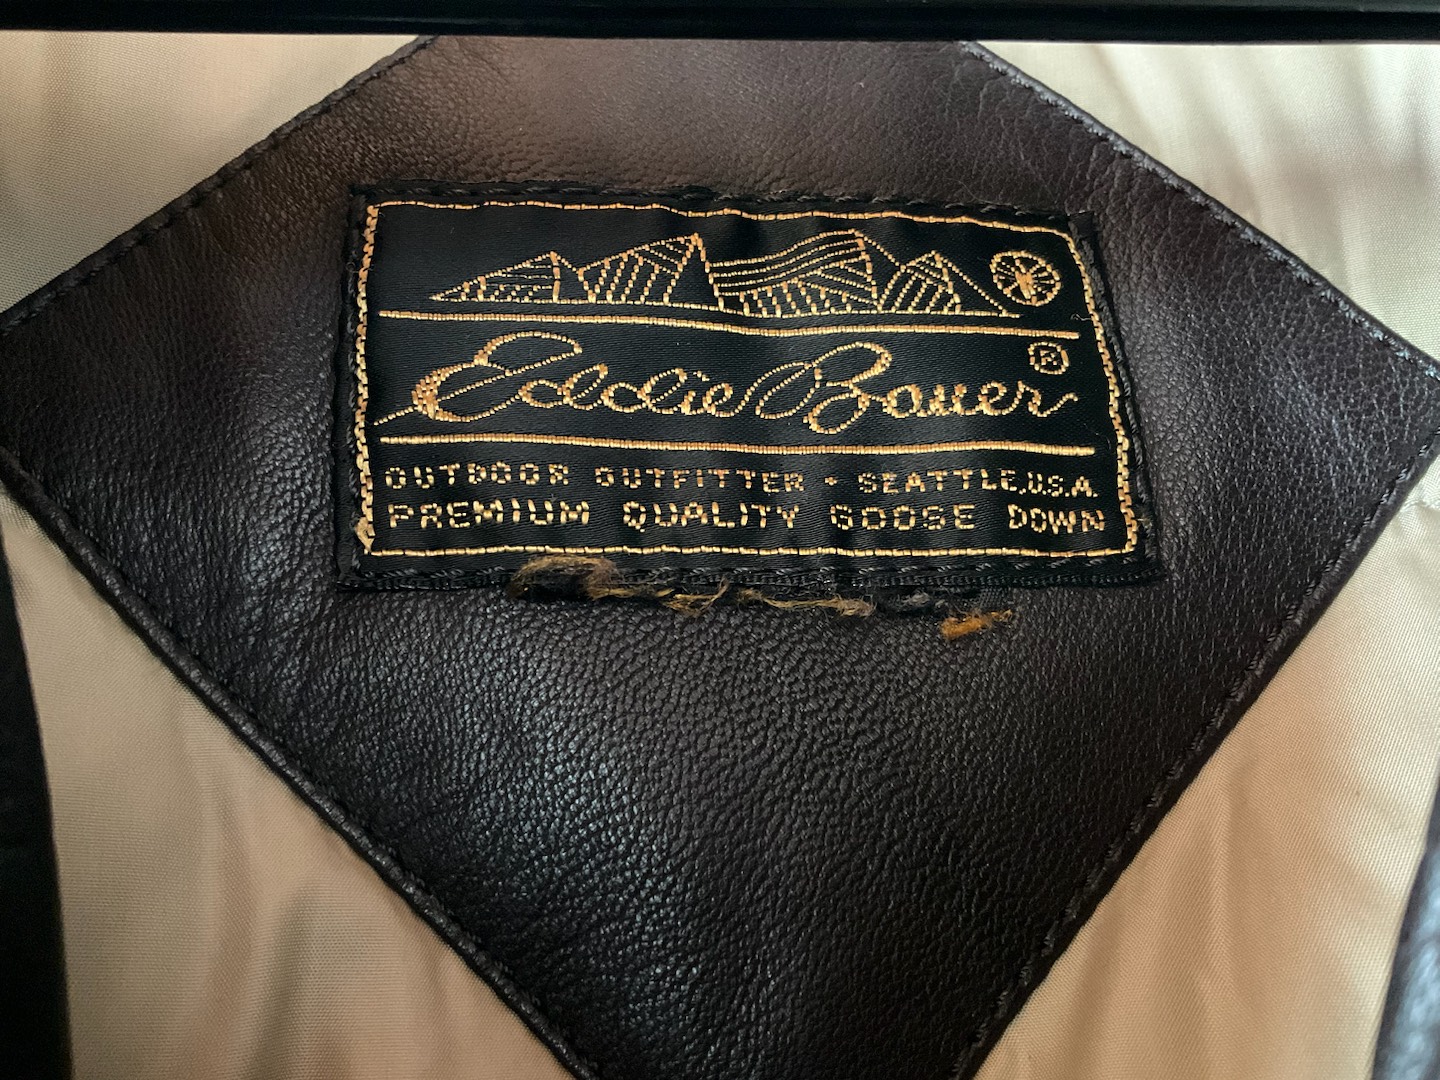 Eddie Bauer®
OUTDOOR OUTFITTER · SEATTLE, U.S.A.
PREMIUM QUALITY GOOSE DOWN